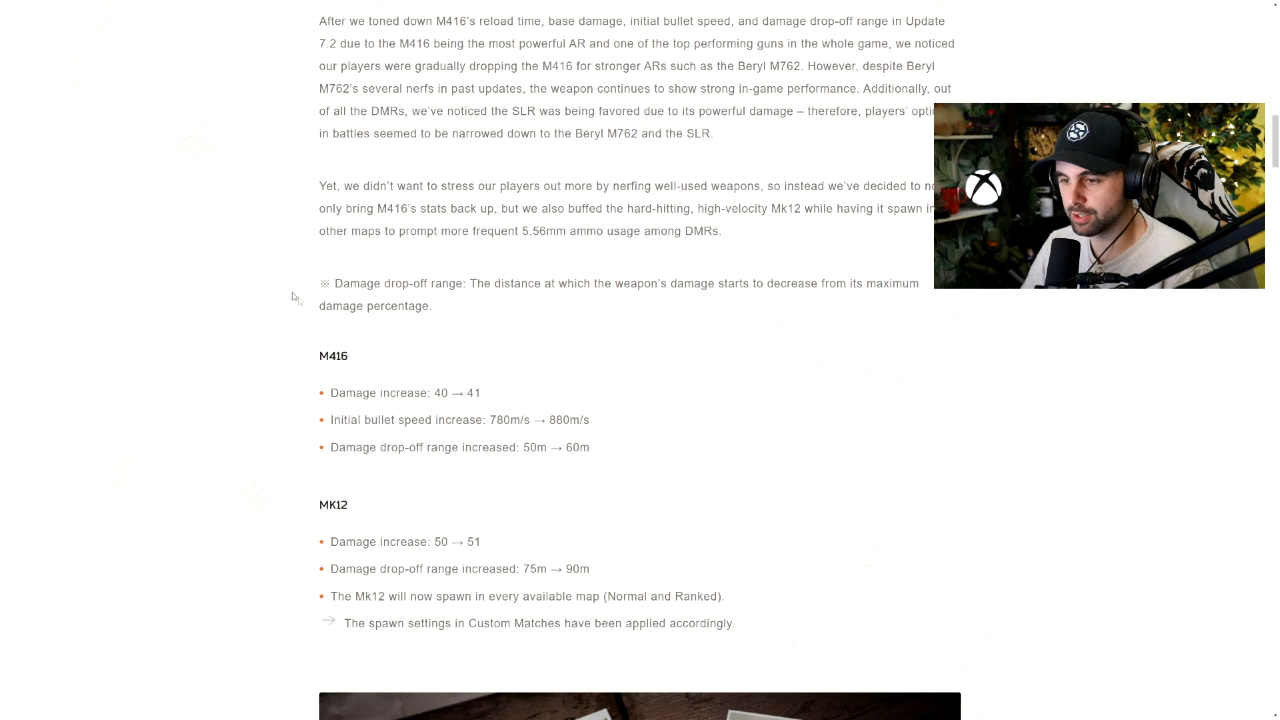 After we toned down M416's reload time, base damage, initial bullet speed, and damage drop-off range in Update
7.2 due to the M416 being the most powerful AR and one of the top performing guns in the whole game, we noticed
our players were gradually dropping the M416 for stronger ARs such as the Beryl M762. However, despite Beryl
M762's several nerfs in past updates, the weapon continues to show strong in-game performance. Additionally, out
of all the DMRs, we've noticed the SLR was being favored due to its powerful damage – therefore, players'
in battles seemed to be narrowed down to the Beryl M762 and the SLR.
Yet, we didn't want to stress our players out more by nerfing well-used weapons, so instead we've decided to
only bring M416's stats back up, but we also buffed the hard-hitting, high-velocity Mk12 while having it spawn
other maps to prompt more frequent 5.56mm ammo usage among DMRs.
※ Damage drop-off range: The distance at which the weapon's damage starts to decrease from its maximum
damage percentage.
M416
• Damage increase: 40 → 41
• Initial bullet speed increase: 780m/s → 880m/s
• Damage drop-off range increased: 50m → 60m
MK12
• Damage increase: 50 → 51
• Damage drop-off range increased: 75m → 90m
• The Mk12 will now spawn in every available map (Normal and Ranked).
→ The spawn settings in Custom Matches have been applied accordingly.